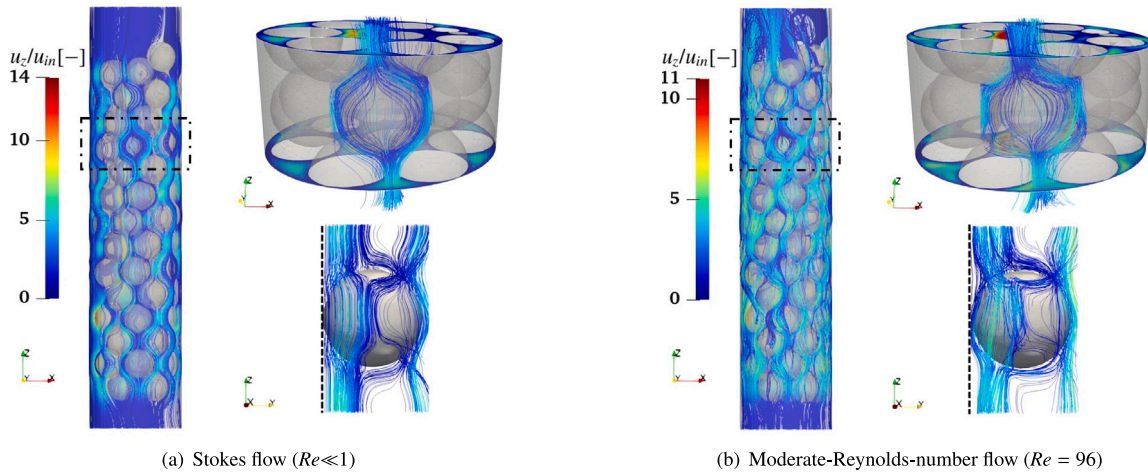 u_z/u_in[−]
14
10
5
0
Z
Y
X
Z
Y
X
Z
X
Y
(a) Stokes flow (Re≪1)
u_z/u_in[−]
11
10
5
0
Z
Y
X
Z
Y
X
Z
X
Y
(b) Moderate-Reynolds-number flow (Re = 96)